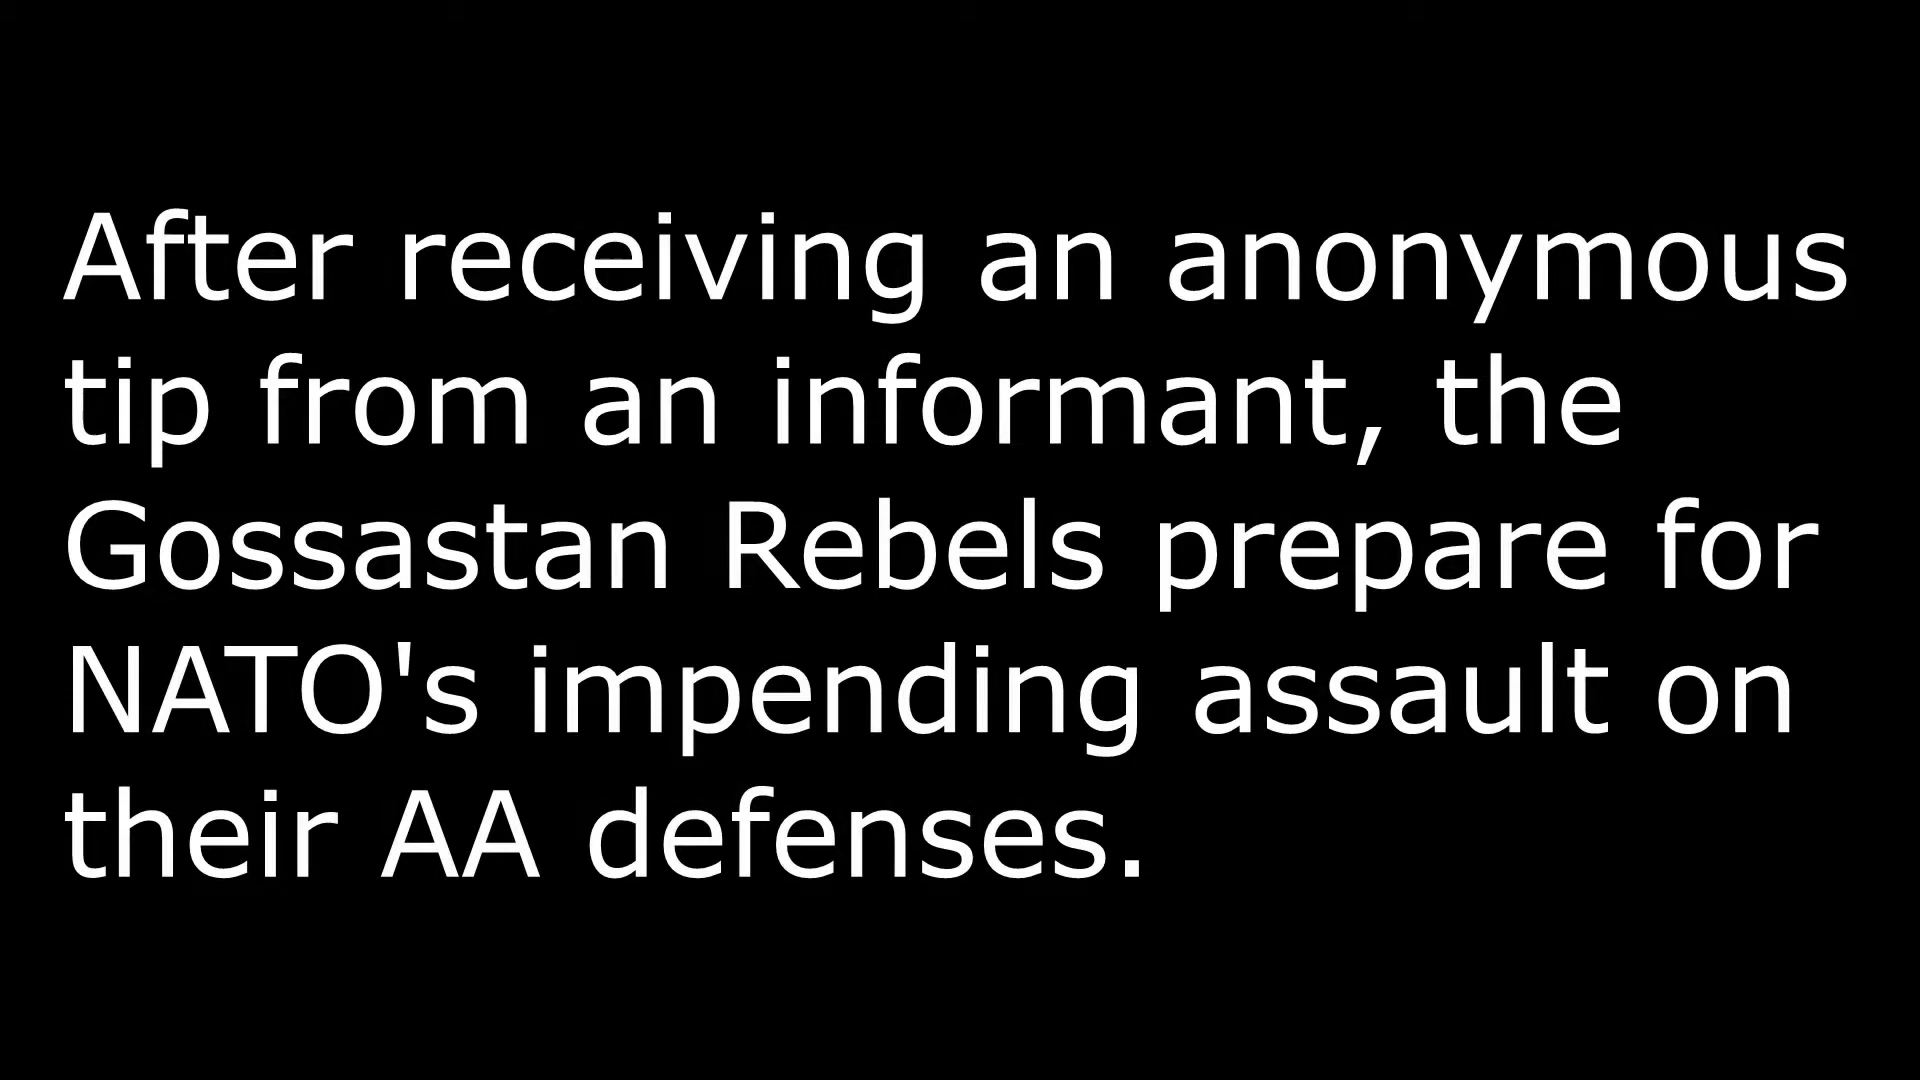 After receiving an anonymous
tip from an informant, the
Gossastan Rebels prepare for
NATO's impending assault on
their AA defenses.